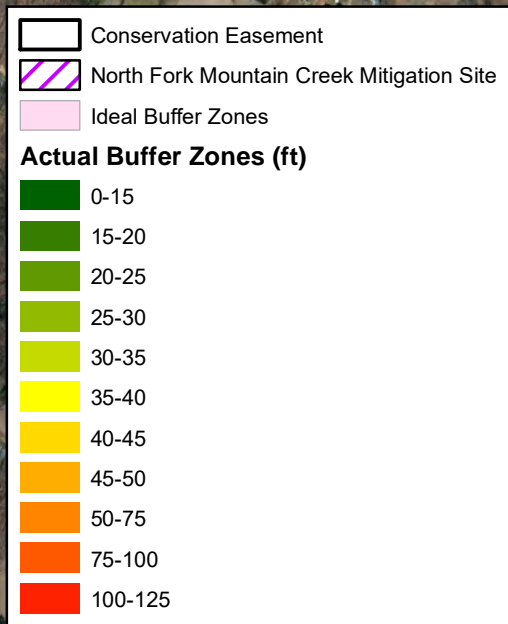 Conservation Easement
North Fork Mountain Creek Mitigation Site
Ideal Buffer Zones
Actual Buffer Zones (ft)
0-15
15-20
20-25
25-30
30-35
35-40
40-45
45-50
50-75
75-100
100-125